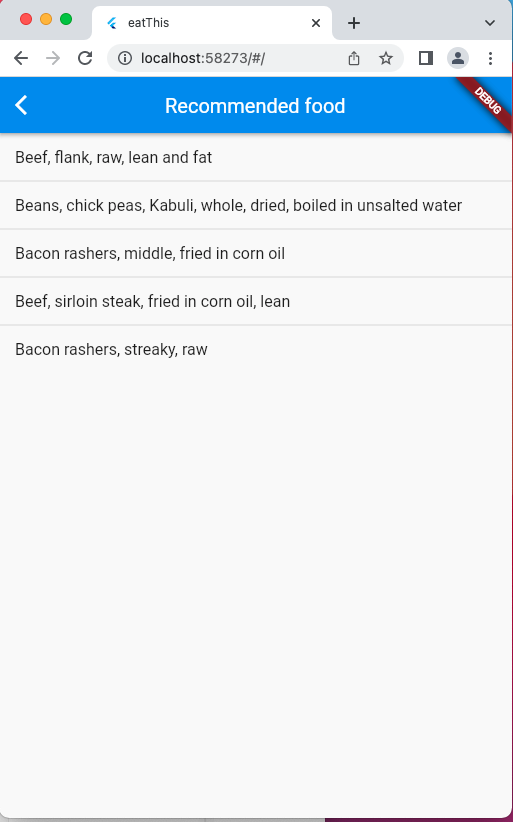 eatThis
localhost:58273/#/
Recommended food
DEBUG
Beef, flank, raw, lean and fat
Beans, chick peas, Kabuli, whole, dried, boiled in unsalted water
Bacon rashers, middle, fried in corn oil
Beef, sirloin steak, fried in corn oil, lean
Bacon rashers, streaky, raw